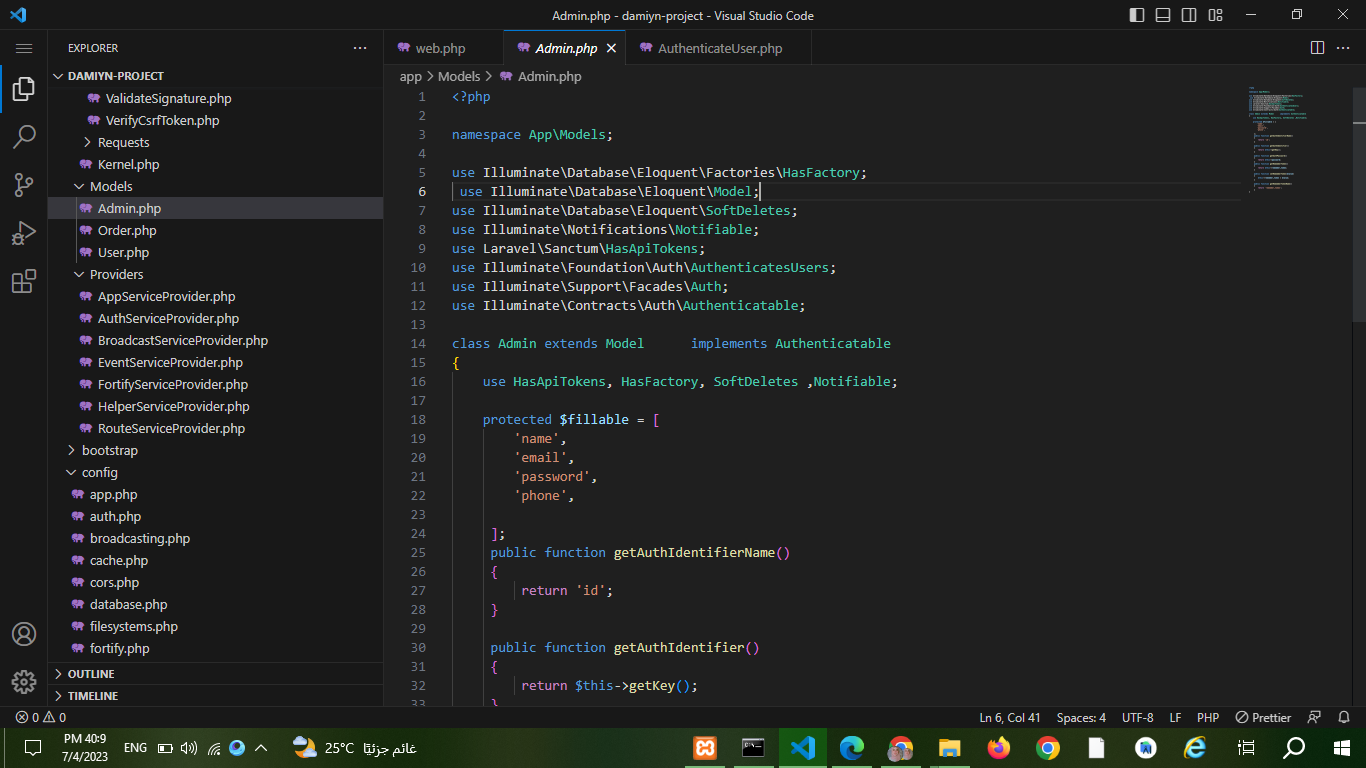 Admin.php - damiyn-project - Visual Studio Code
EXPLORER
DAMIYN-PROJECT
ValidateSignature.php
VerifyCsrfToken.php
Requests
Kernel.php
Models
Admin.php
Order.php
User.php
Providers
AppServiceProvider.php
AuthServiceProvider.php
BroadcastServiceProvider.php
EventServiceProvider.php
FortifyServiceProvider.php
HelperServiceProvider.php
RouteServiceProvider.php
bootstrap
config
app.php
auth.php
broadcasting.php
cache.php
cors.php
database.php
filesystems.php
fortify.php
OUTLINE
TIMELINE
web.php Admin.php AuthenticateUser.php
app > Models > Admin.php
1 <?php
2
3 namespace App\Models;
4
5 use Illuminate\Database\Eloquent\Factories\HasFactory;
6 use Illuminate\Database\Eloquent\Model;
7 use Illuminate\Database\Eloquent\SoftDeletes;
8 use Illuminate\Notifications\Notifiable;
9 use Laravel\Sanctum\HasApiTokens;
10 use Illuminate\Foundation\Auth\AuthenticatesUsers;
11 use Illuminate\Support\Facades\Auth;
12 use Illuminate\Contracts\Auth\Authenticatable;
13
14 class Admin extends Model implements Authenticatable
15 {
16 use HasApiTokens, HasFactory, SoftDeletes ,Notifiable;
17
18 protected $fillable = [
19 'name',
20 'email',
21 'password',
22 'phone',
23
24 ];
25 public function getAuthIdentifierName()
26 {
27 return 'id';
28 }
29
30 public function getAuthIdentifier()
31 {
32 return $this->getKey();
33 }
0 0
Ln 6, Col 41 Spaces: 4 UTF-8 LF PHP Prettier
PM 40:9
7/4/2023
ENG
25°C غائم جزئيًا